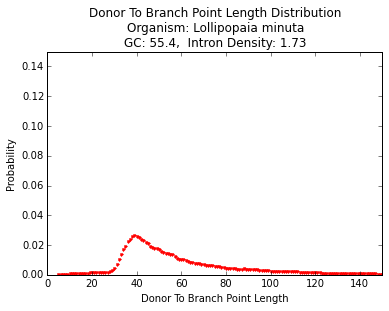 Donor To Branch Point Length Distribution
Organism: Lollipopaia minuta
GC: 55.4,  Intron Density: 1.73
0.14
0.12
0.10
0.08
0.06
0.04
0.02
0.00
Probability
0 20 40 60 80 100 120 140
Donor To Branch Point Length